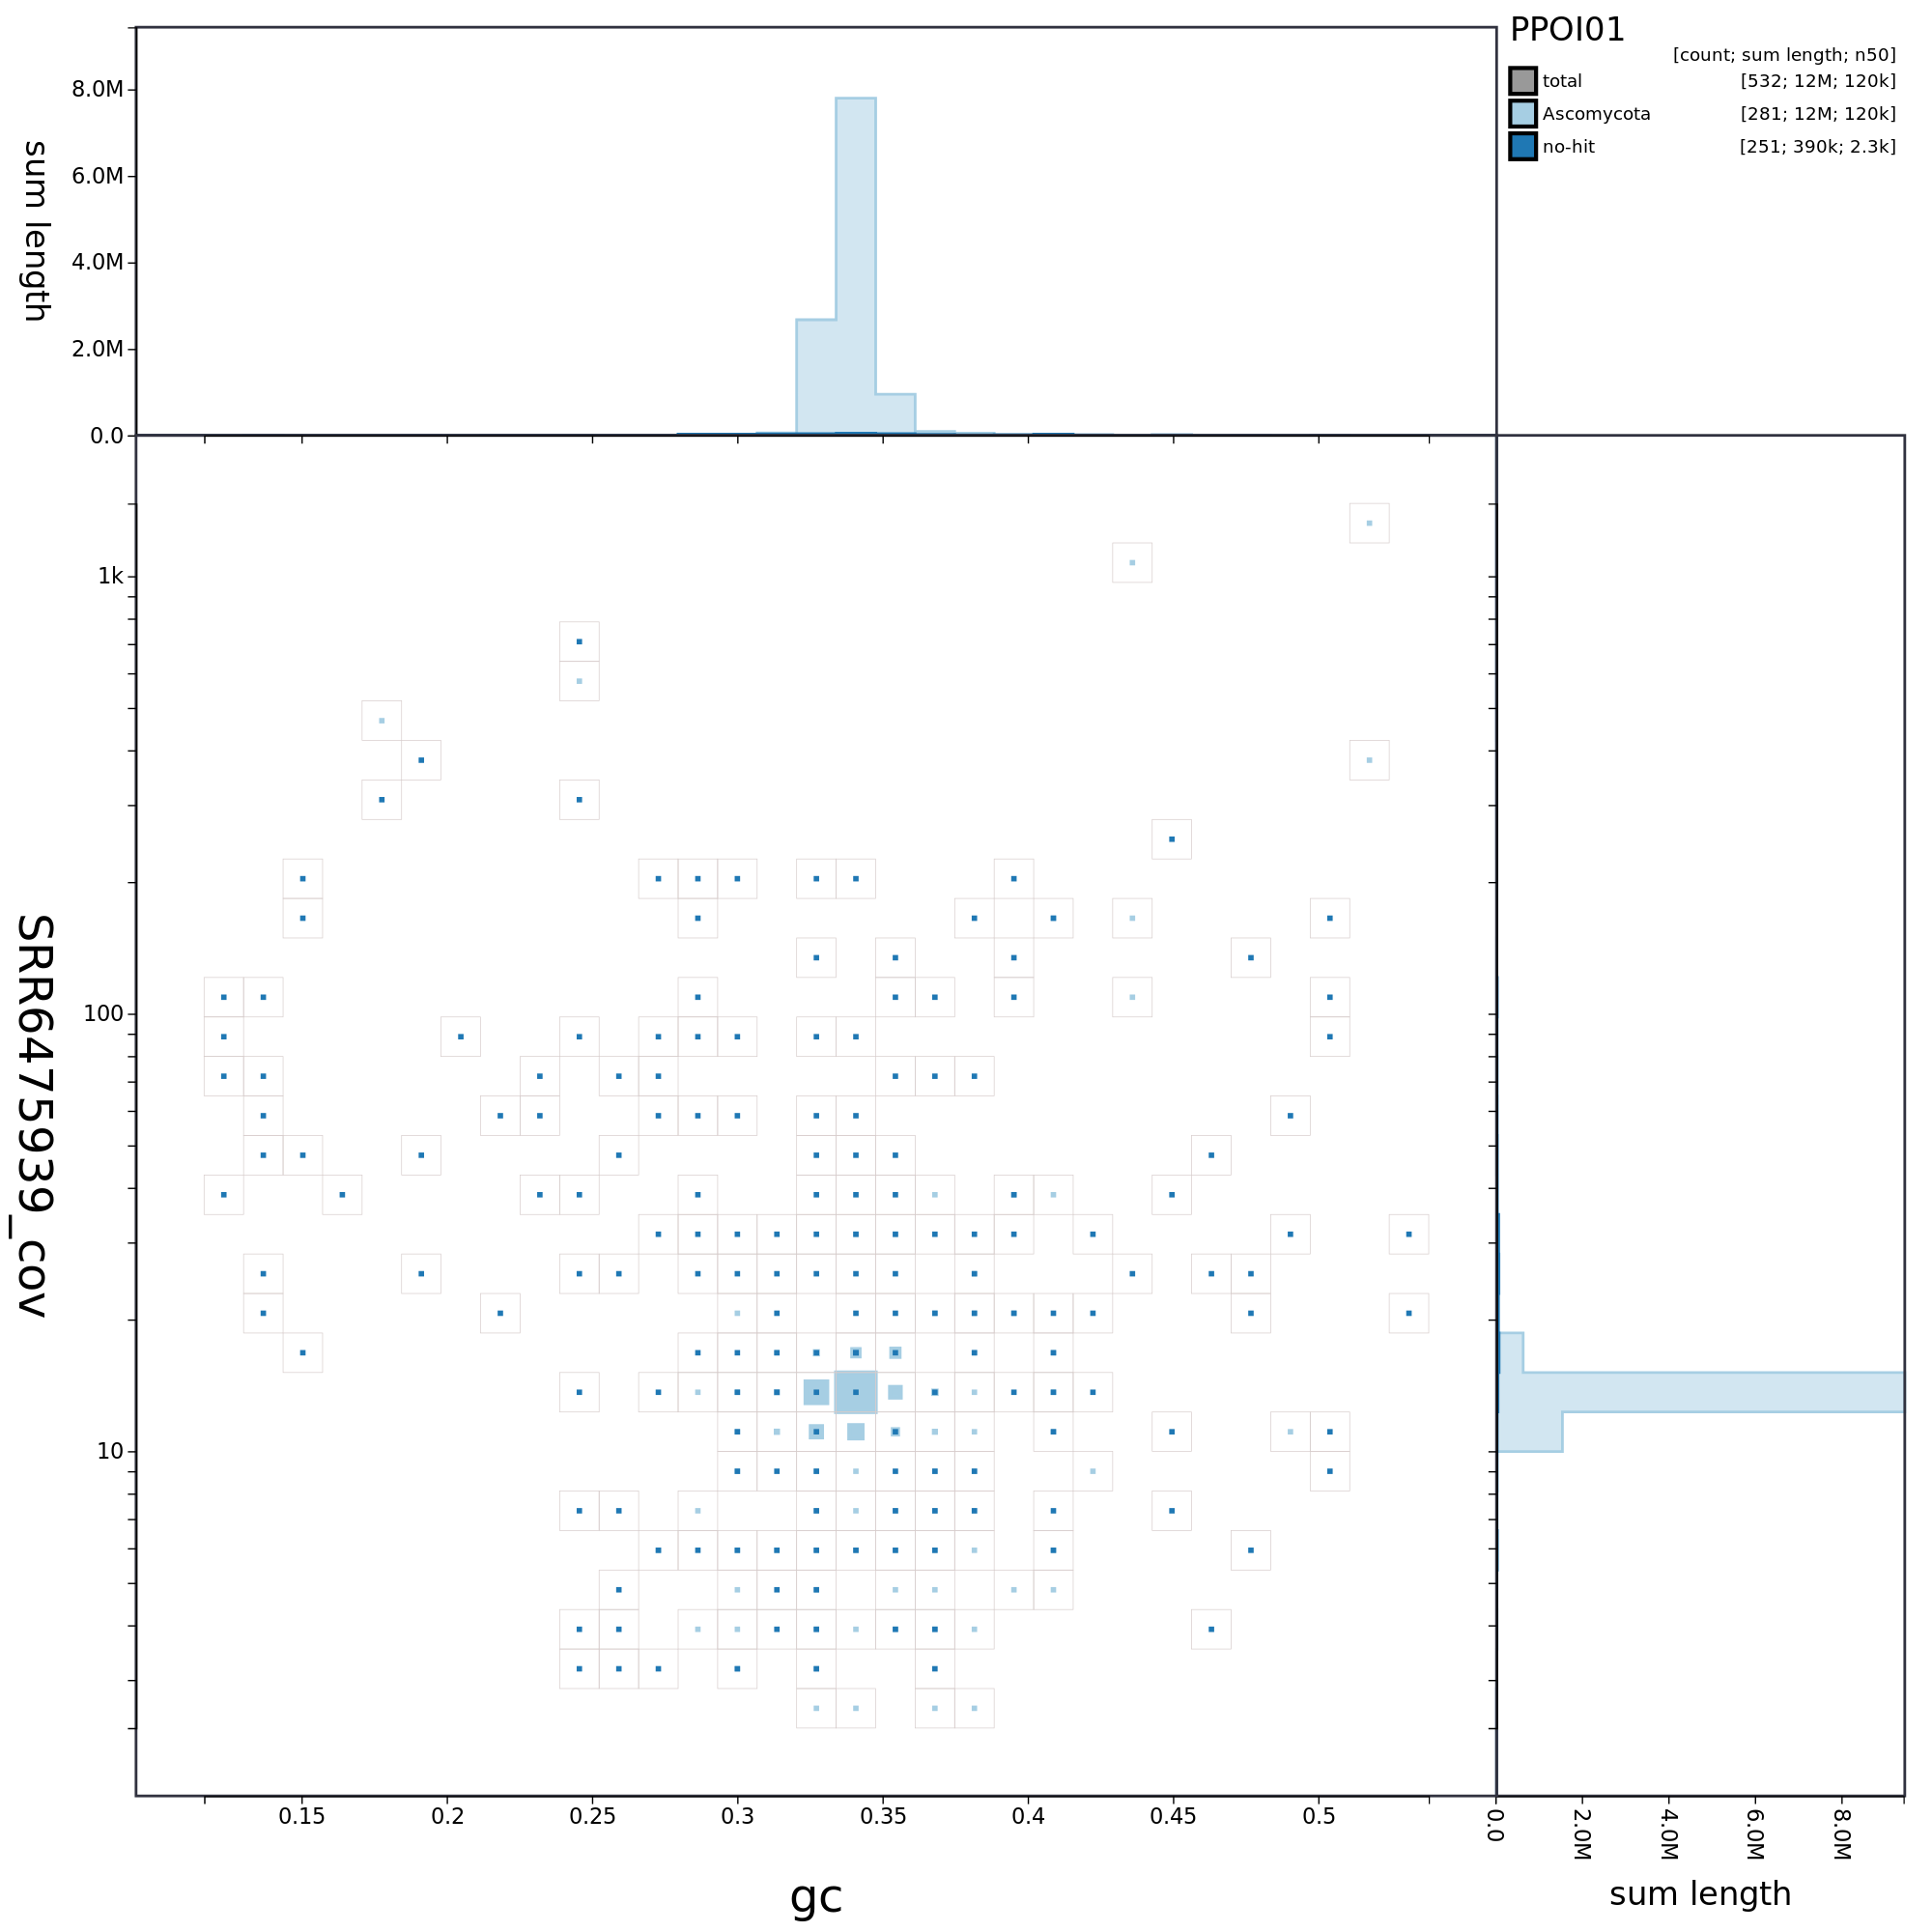 PPOI01
[count; sum length; n50]
total [532; 12M; 120k]
Ascomycota [281; 12M; 120k]
no-hit [251; 390k; 2.3k]
8.0M
6.0M
4.0M
2.0M
0.0
sum length
1k
100
10
SRR6475939_cov
0.15 0.2 0.25 0.3 0.35 0.4 0.45 0.5
gc
0.0 2.0M 4.0M 6.0M 8.0M
sum length